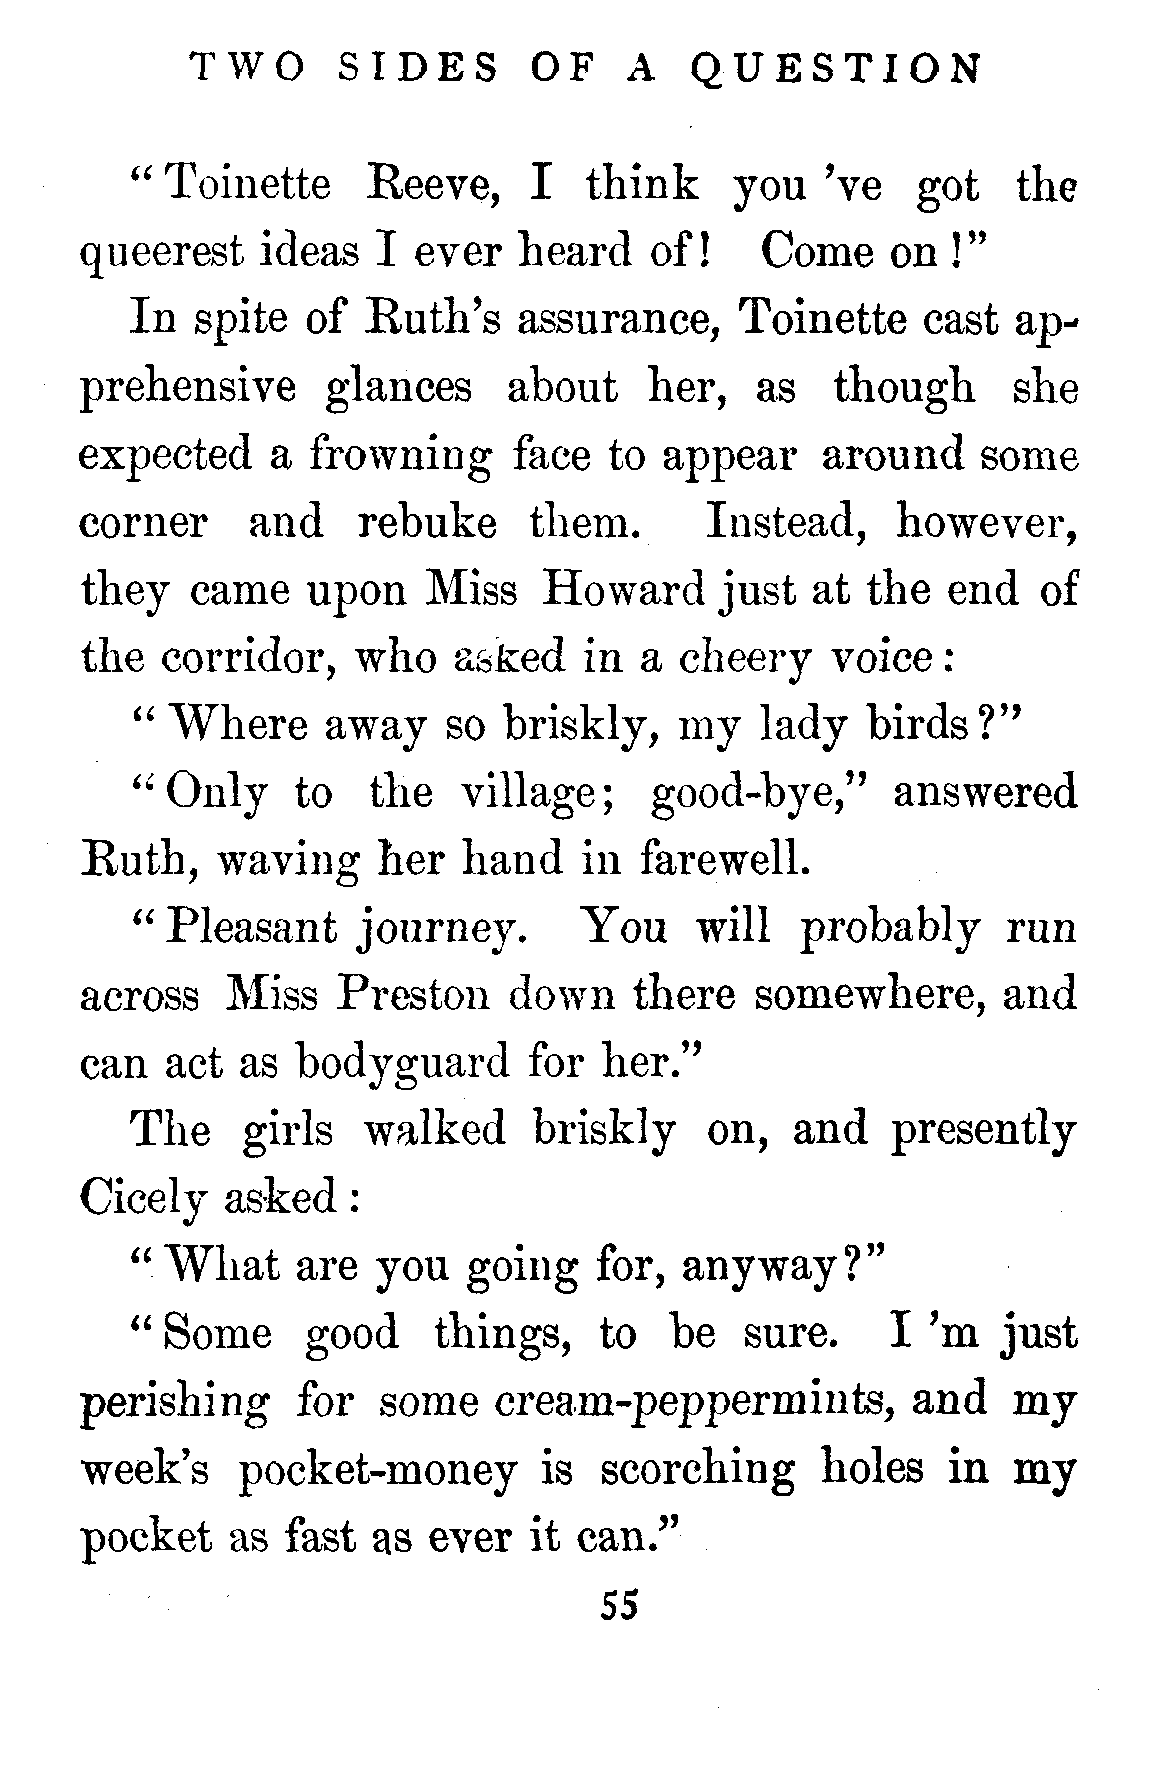 TWO SIDES OF A QUESTION
“Toinette Reeve, I think you ’ve got the
queerest ideas I ever heard of! Come on!”
In spite of Ruth’s assurance, Toinette cast ap-
prehensive glances about her, as though she
expected a frowning face to appear around some
corner and rebuke them. Instead, however,
they came upon Miss Howard just at the end of
the corridor, who asked in a cheery voice:
“Where away so briskly, my lady birds?”
“Only to the village; good-bye,” answered
Ruth, waving her hand in farewell.
“Pleasant journey. You will probably run
across Miss Preston down there somewhere, and
can act as bodyguard for her.”
The girls walked briskly on, and presently
Cicely asked:
“What are you going for, anyway?”
“Some good things, to be sure. I ’m just
perishing for some cream-peppermints, and my
week’s pocket-money is scorching holes in my
pocket as fast as ever it can.”
55